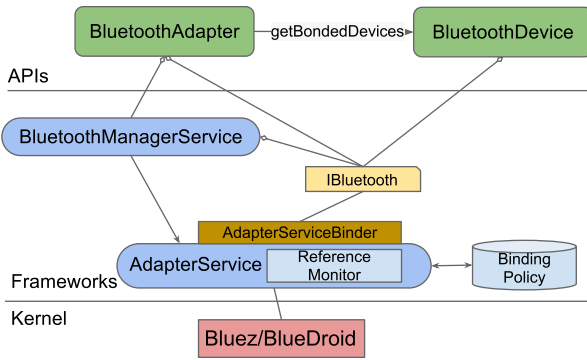 BluetoothAdapter
getBondedDevices
BluetoothDevice
APIs
BluetoothManagerService
IBluetooth
AdapterServiceBinder
AdapterService
Reference
Monitor
Binding
Policy
Frameworks
Kernel
Bluez/BlueDroid